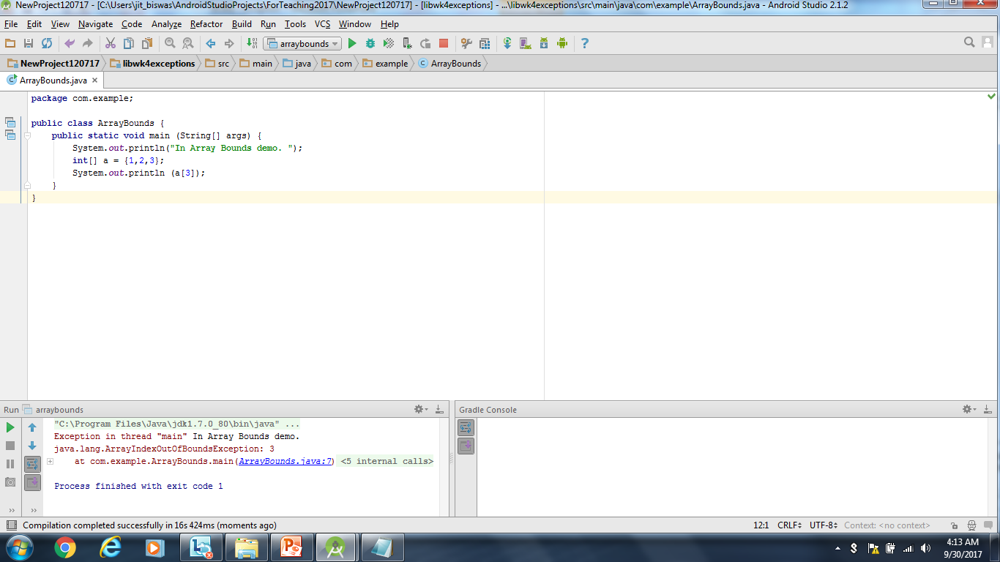 NewProject120717 - [C:\Users\jit_biswas\AndroidStudioProjects\ForTeaching2017\NewProject120717] - [libwk4exceptions] - ...\libwk4exceptions\src\main\java\com\example\ArrayBounds.java - Android Studio 2.1.2
File Edit View Navigate Code Analyze Refactor Build Run Tools VCS Window Help
arraybounds
NewProject120717 libwk4exceptions src main java com example ArrayBounds
ArrayBounds.java
package com.example;
public class ArrayBounds {
public static void main (String[] args) {
System.out.println("In Array Bounds demo. ");
int[] a = {1,2,3};
System.out.println (a[3]);
}
}
Run arraybounds
"C:\Program Files\Java\jdk1.7.0_80\bin\java" ...
Exception in thread "main" In Array Bounds demo.
java.lang.ArrayIndexOutOfBoundsException: 3
at com.example.ArrayBounds.main(ArrayBounds.java:7) <5 internal calls>
Process finished with exit code 1
Gradle Console
Compilation completed successfully in 16s 424ms (moments ago)
12:1 CRLF UTF-8 Context: <no context>
4:13 AM
9/30/2017